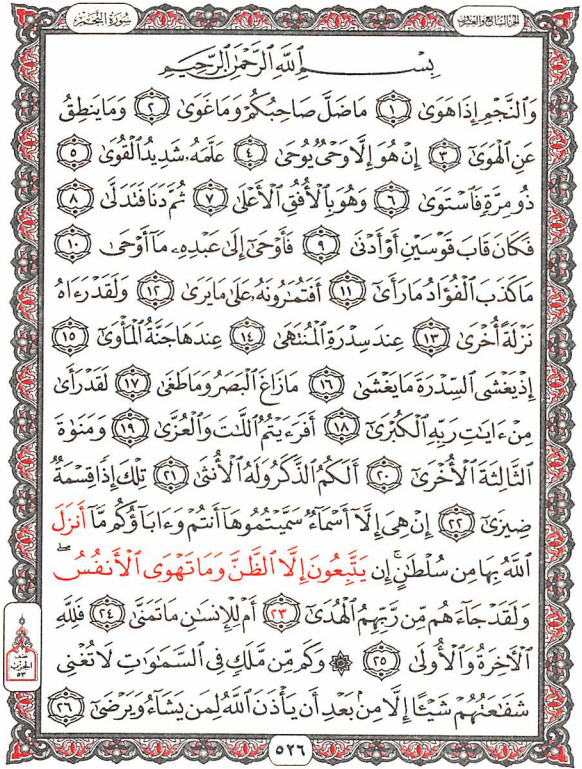 الجزء السابع والعشرون
سورة النجم
بِسْمِ ٱللَّهِ ٱلرَّحْمَٰنِ ٱلرَّحِيمِ
وَٱلنَّجْمِ إِذَا هَوَىٰ ۝١ مَا ضَلَّ صَاحِبُكُمْ وَمَا غَوَىٰ ۝٢ وَمَا يَنطِقُ
عَنِ ٱلْهَوَىٰٓ ۝٣ إِنْ هُوَ إِلَّا وَحْىٌ يُوحَىٰ ۝٤ عَلَّمَهُۥ شَدِيدُ ٱلْقُوَىٰ ۝٥
ذُو مِرَّةٍ فَٱسْتَوَىٰ ۝٦ وَهُوَ بِٱلْأُفُقِ ٱلْأَعْلَىٰ ۝٧ ثُمَّ دَنَا فَتَدَلَّىٰ ۝٨
فَكَانَ قَابَ قَوْسَيْنِ أَوْ أَدْنَىٰ ۝٩ فَأَوْحَىٰٓ إِلَىٰ عَبْدِهِۦ مَآ أَوْحَىٰ ۝١٠
مَا كَذَبَ ٱلْفُؤَادُ مَا رَأَىٰٓ ۝١١ أَفَتُمَٰرُونَهُۥ عَلَىٰ مَا يَرَىٰ ۝١٢ وَلَقَدْ رَءَاهُ
نَزْلَةً أُخْرَىٰ ۝١٣ عِندَ سِدْرَةِ ٱلْمُنتَهَىٰ ۝١٤ عِندَهَا جَنَّةُ ٱلْمَأْوَىٰٓ ۝١٥
إِذْ يَغْشَى ٱلسِّدْرَةَ مَا يَغْشَىٰ ۝١٦ مَا زَاغَ ٱلْبَصَرُ وَمَا طَغَىٰ ۝١٧ لَقَدْ رَأَىٰ
مِنْ ءَايَٰتِ رَبِّهِ ٱلْكُبْرَىٰٓ ۝١٨ أَفَرَءَيْتُمُ ٱللَّٰتَ وَٱلْعُزَّىٰ ۝١٩ وَمَنَوٰةَ
ٱلثَّالِثَةَ ٱلْأُخْرَىٰٓ ۝٢٠ أَلَكُمُ ٱلذَّكَرُ وَلَهُ ٱلْأُنثَىٰ ۝٢١ تِلْكَ إِذًا قِسْمَةٌ
ضِيزَىٰٓ ۝٢٢ إِنْ هِىَ إِلَّآ أَسْمَآءٌ سَمَّيْتُمُوهَآ أَنتُمْ وَءَابَآؤُكُم مَّآ أَنزَلَ
ٱللَّهُ بِهَا مِن سُلْطَٰنٍ ۚ إِن يَتَّبِعُونَ إِلَّا ٱلظَّنَّ وَمَا تَهْوَى ٱلْأَنفُسُ ۖ
وَلَقَدْ جَآءَهُم مِّن رَّبِّهِمُ ٱلْهُدَىٰٓ ۝٢٣ أَمْ لِلْإِنسَٰنِ مَا تَمَنَّىٰ ۝٢٤ فَلِلَّهِ
ٱلْءَاخِرَةُ وَٱلْأُولَىٰ ۝٢٥ ۞ وَكَم مِّن مَّلَكٍ فِى ٱلسَّمَٰوَٰتِ لَا تُغْنِى
شَفَٰعَتُهُمْ شَيْـًٔا إِلَّا مِنۢ بَعْدِ أَن يَأْذَنَ ٱللَّهُ لِمَن يَشَآءُ وَيَرْضَىٰٓ ۝٢٦
نصف
الحزب
٥٣
٥٢٦